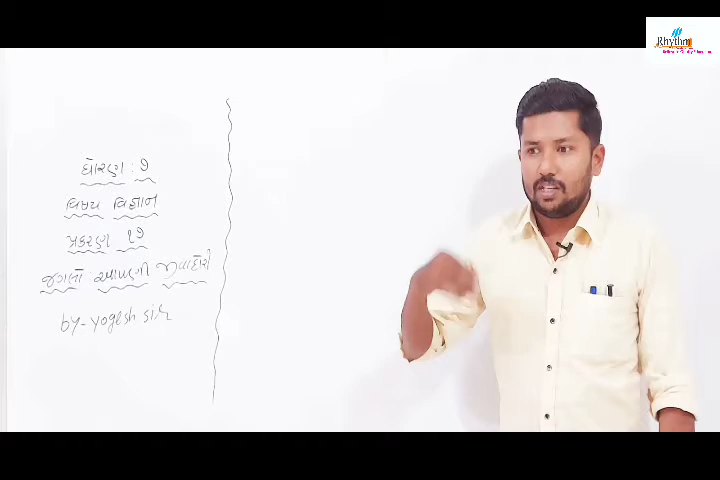 Rhythm
ધોરણ : ૭
વિષય વિજ્ઞાન
પ્રકરણ ૧૭
જંગલો : આપણી જીવાદોરી
by - yogesh sir